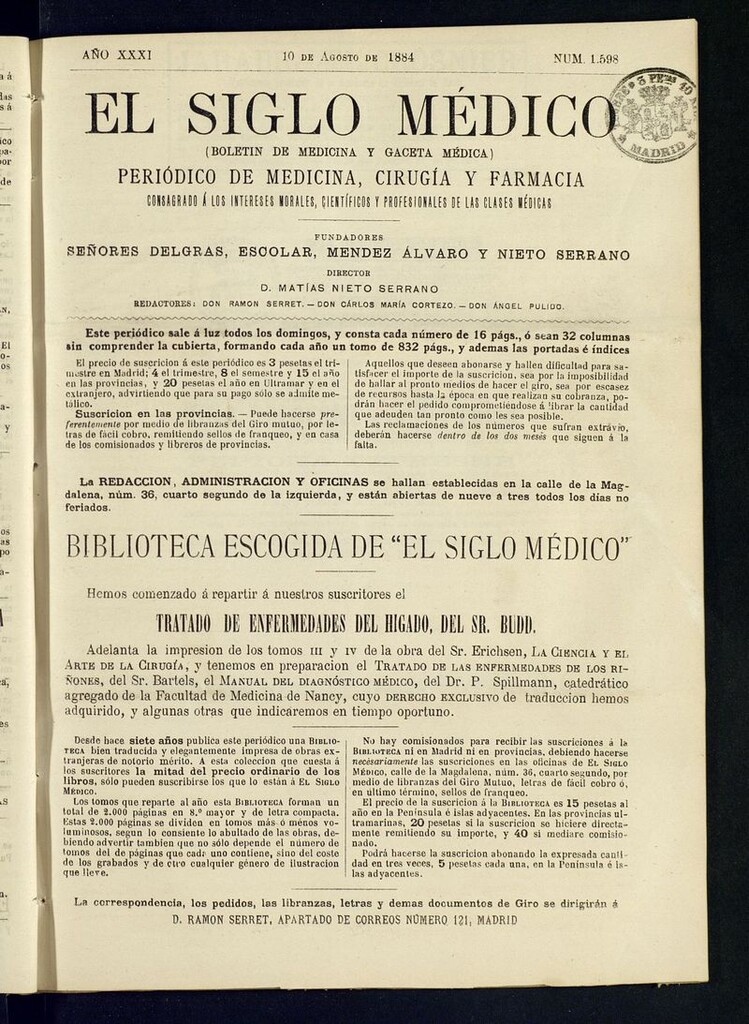 AÑO XXXI 10 DE AGOSTO DE 1884 NUM. 1.598
EL SIGLO MÉDICO
(BOLETIN DE MEDICINA Y GACETA MÉDICA)
PERIÓDICO DE MEDICINA, CIRUGÍA Y FARMACIA
CONSAGRADO Á LOS INTERESES MORALES, CIENTÍFICOS Y PROFESIONALES DE LAS CLASES MÉDICAS
MADRID
FUNDADORES
SEÑORES DELGRAS, ESCOLAR, MENDEZ ÁLVARO Y NIETO SERRANO
DIRECTOR
D. MATÍAS NIETO SERRANO
REDACTORES: DON RAMON SERRET. — DON CÁRLOS MARÍA CORTEZO. — DON ÁNGEL PULIDO.
Este periódico sale á luz todos los domingos, y consta cada número de 16 págs., ó sean 32 columnas
sin comprender la cubierta, formando cada año un tomo de 832 págs., y ademas las portadas é índices
El precio de suscricion á este periódico es 3 pesetas el tri-
mestre en Madrid; 4 el trimestre, 8 el semestre y 15 el año
en las provincias, y 20 pesetas el año en Ultramar y en el
extranjero, advirtiendo que para su pago sólo se admite me-
tálico.
Suscricion en las provincias. — Puede hacerse pre-
ferentemente por medio de libranzas del Giro mutuo, por le-
tras de fácil cobro, remitiendo sellos de franqueo, y en casa
de los comisionados y libreros de provincias.
Aquellos que deseen abonarse y hallen dificultad para sa-
tisfacer el importe de la suscricion, sea por la imposibilidad
de hallar al pronto medios de hacer el giro, sea por escasez
de recursos hasta la época en que realizan su cobranza, po-
drán hacer el pedido comprometiéndose á librar la cantidad
que adeuden tan pronto como les sea posible.
Las reclamaciones de los números que sufran extravío,
deberán hacerse dentro de los dos meses que siguen á la
falta.
La REDACCION, ADMINISTRACION Y OFICINAS se hallan establecidas en la calle de la Mag-
dalena, núm. 36, cuarto segundo de la izquierda, y están abiertas de nueve á tres todos los dias no
feriados.
BIBLIOTECA ESCOGIDA DE "EL SIGLO MÉDICO"
Hemos comenzado á repartir á nuestros suscritores el
TRATADO DE ENFERMEDADES DEL HIGADO, DEL SR. BUDD.
Adelanta la impresion de los tomos III y IV de la obra del Sr. Erichsen, LA CIENCIA Y EL
ARTE DE LA CIRUGÍA, y tenemos en preparacion el TRATADO DE LAS ENFERMEDADES DE LOS RI-
ÑONES, del Sr. Bartels, el MANUAL DEL DIAGNÓSTICO MÉDICO, del Dr. P. Spillmann, catedrático
agregado de la Facultad de Medicina de Nancy, cuyo DERECHO EXCLUSIVO de traduccion hemos
adquirido, y algunas otras que indicaremos en tiempo oportuno.
Desde hace siete años publica este periódico una BIBLIO-
TECA bien traducida y elegantemente impresa de obras ex-
tranjeras de notorio mérito. A esta coleccion que cuesta á
los suscritores la mitad del precio ordinario de los
libros, sólo pueden suscribirse los que lo están á EL SIGLO
MÉDICO.
Los tomos que reparte al año esta BIBLIOTECA forman un
total de 2.000 páginas en 8.º mayor y de letra compacta.
Estas 2.000 páginas se dividen en tomos más ó ménos vo-
luminosos, segun lo consiente lo abultado de las obras, de-
biendo advertir tambien que no sólo depende el número de
tomos del de páginas que cada uno contiene, sino del coste
de los grabados y de otro cualquier género de ilustracion
que lleve.
No hay comisionados para recibir las suscriciones á la
BIBLIOTECA ni en Madrid ni en provincias, debiendo hacerse
necesariamente las suscriciones en las oficinas de EL SIGLO
MÉDICO, calle de la Magdalena, núm. 36, cuarto segundo, por
medio de libranzas del Giro Mutuo, letras de fácil cobro ó,
en último término, sellos de franqueo.
El precio de la suscricion á la BIBLIOTECA es 15 pesetas al
año en la Península é islas adyacentes. En las provincias ul-
tramarinas, 20 pesetas si la suscricion se hiciere directa-
mente remitiendo su importe, y 40 si mediare comisio-
nado.
Podrá hacerse la suscricion abonando la expresada canti-
dad en tres veces, 5 pesetas cada una, en la Península é is-
las adyacentes.
La correspondencia, los pedidos, las libranzas, letras y demas documentos de Giro se dirigirán á
D. RAMON SERRET, APARTADO DE CORREOS NÚMERO 121, MADRID